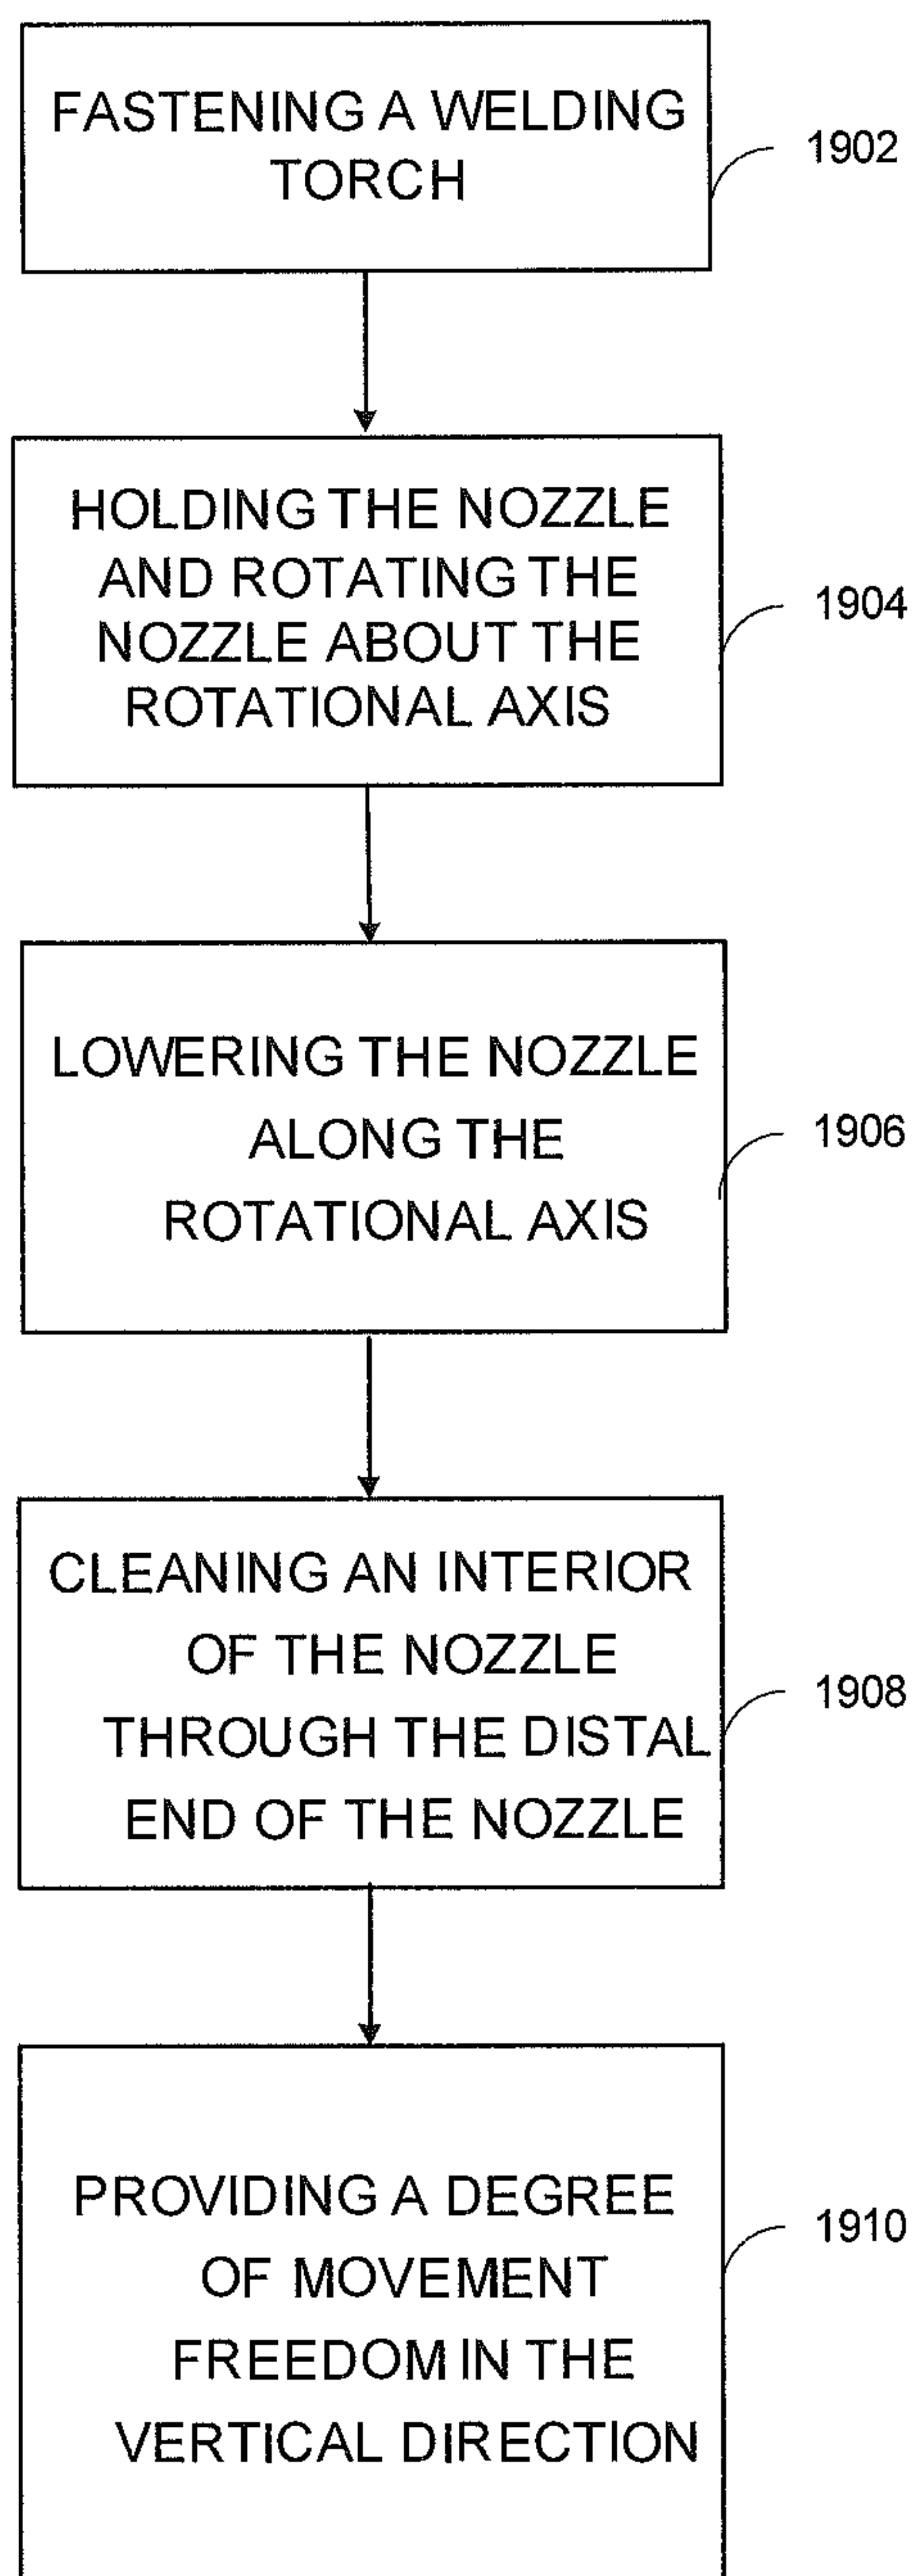 FASTENING A WELDING
TORCH
1902
HOLDING THE NOZZLE
AND ROTATING THE
NOZZLE ABOUT THE
ROTATIONAL AXIS
1904
LOWERING THE NOZZLE
ALONG THE
ROTATIONAL AXIS
1906
CLEANING AN INTERIOR
OF THE NOZZLE
THROUGH THE DISTAL
END OF THE NOZZLE
1908
PROVIDING A DEGREE
OF MOVEMENT
FREEDOM IN THE
VERTICAL DIRECTION
1910